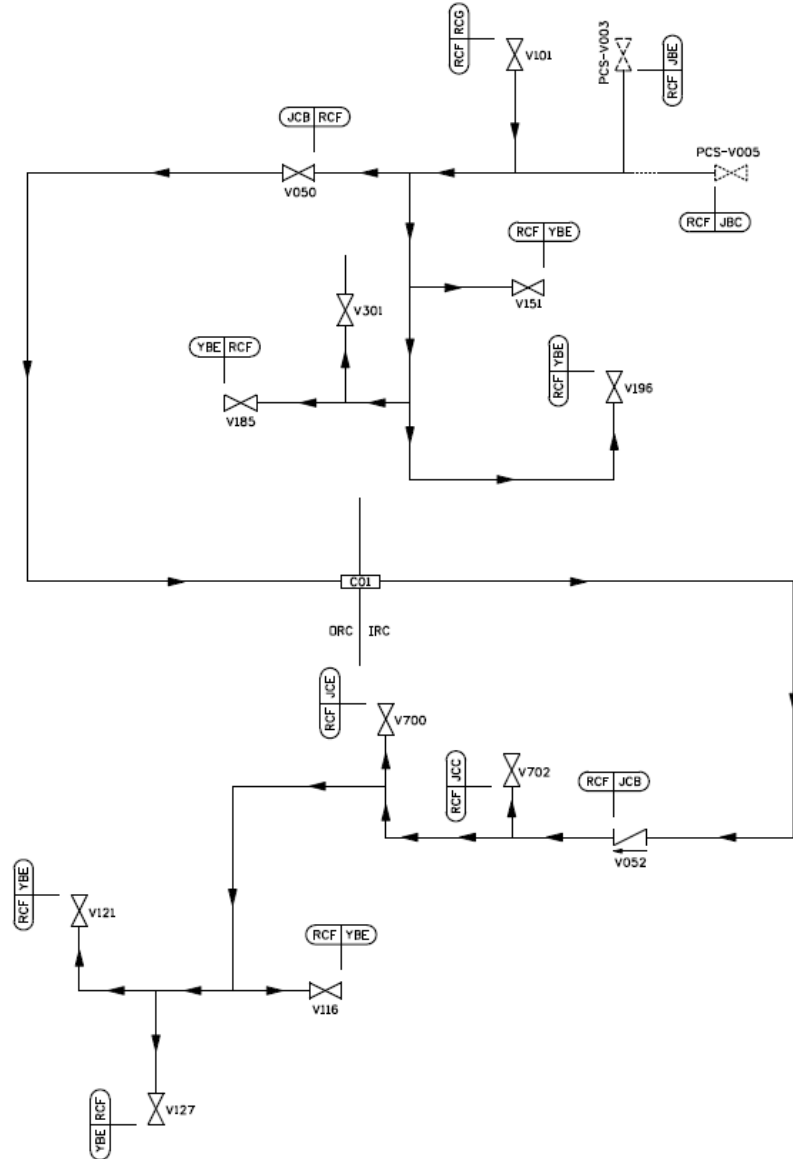 RCF RCG
V101
PCS-V003
RCF JBE
JCB RCF
V050
PCS-V005
RCF JBC
RCF YBE
V151
V301
YBE RCF
V185
RCF YBE
V196
C01
ORC IRC
RCF JCE
V700
RCF JCC
V702
RCF JCB
V052
RCF YBE
V121
RCF YBE
V116
YBE RCF
V127